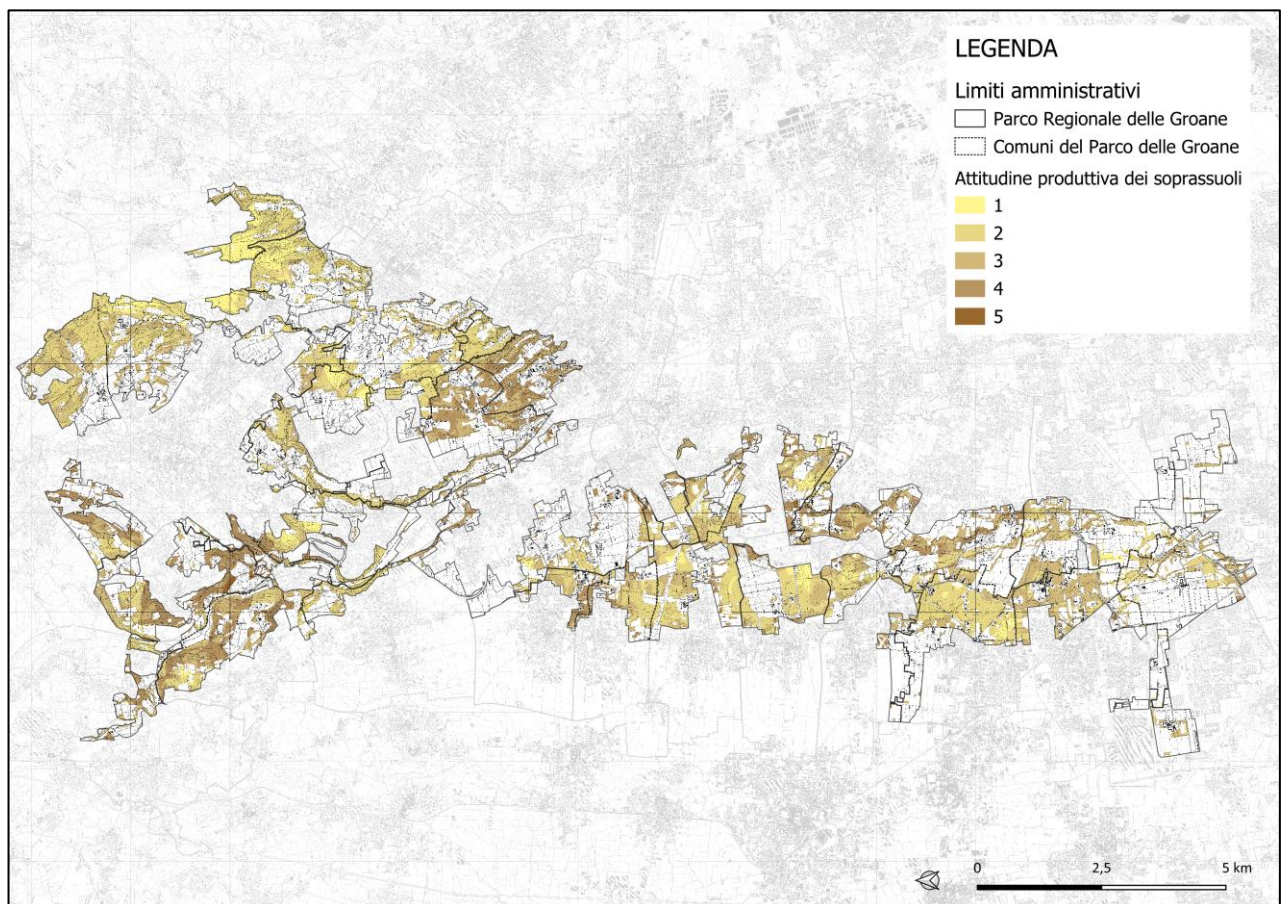 LEGENDA
Limiti amministrativi
Parco Regionale delle Groane
Comuni del Parco delle Groane
Attitudine produttiva dei soprassuoli
1
2
3
4
5
0 2,5 5 km